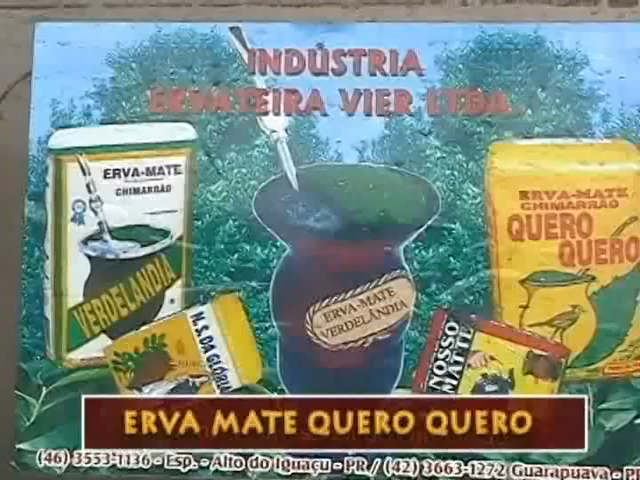 INDÚSTRIA
ERVATEIRA VIER LTDA.
ERVA-MATE
CHIMARRÃO
VERDELANDIA
N. S. DA GLÓRIA
ERVA-MATE
VERDELÂNDIA
NOSSO
MATTE
ERVA-MATE
CHIMARRÃO
QUERO
QUERO
ERVA MATE QUERO QUERO
(46) 3553-1136 - Esp. - Alto do Iguaçu - PR / (42) 3663-1272 Guarapuava - PR